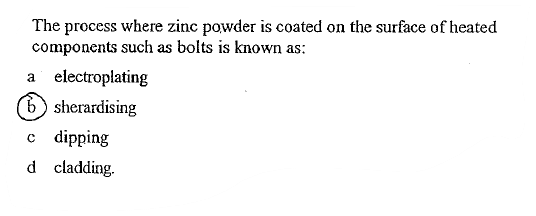 The process where zinc powder is coated on the surface of heated
components such as bolts is known as:
a electroplating
b sherardising
c dipping
d cladding.